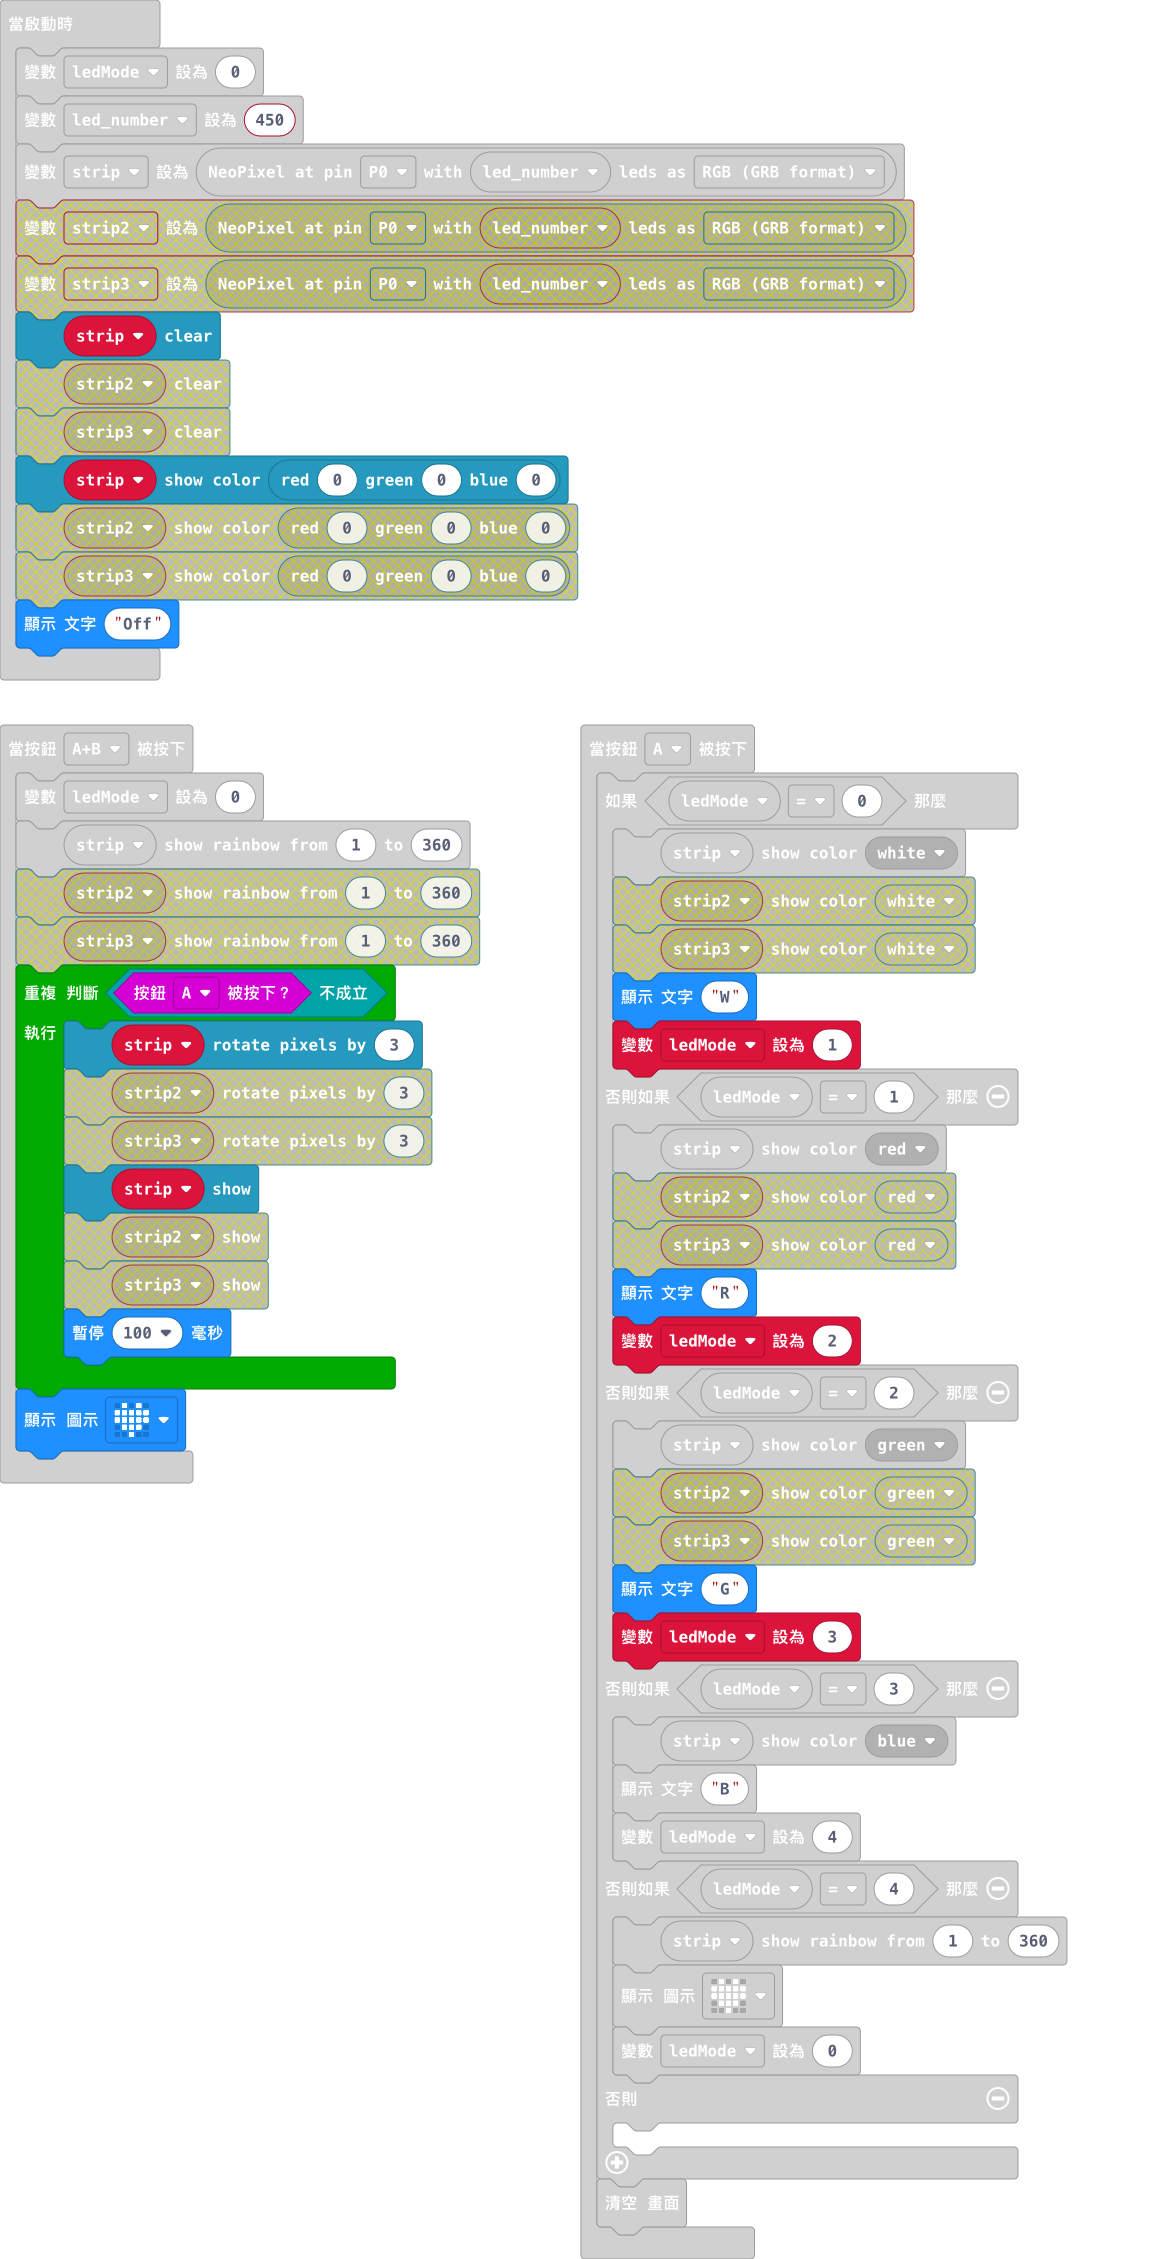 當啟動時
變數 ledMode 設為 0
變數 led_number 設為 450
變數 strip 設為 NeoPixel at pin P0 with led_number leds as RGB (GRB format)
變數 strip2 設為 NeoPixel at pin P0 with led_number leds as RGB (GRB format)
變數 strip3 設為 NeoPixel at pin P0 with led_number leds as RGB (GRB format)
strip clear
strip2 clear
strip3 clear
strip show color red 0 green 0 blue 0
strip2 show color red 0 green 0 blue 0
strip3 show color red 0 green 0 blue 0
顯示 文字 "Off"
當按鈕 A+B 被按下
變數 ledMode 設為 0
strip show rainbow from 1 to 360
strip2 show rainbow from 1 to 360
strip3 show rainbow from 1 to 360
重複 判斷 按鈕 A 被按下? 不成立
執行
strip rotate pixels by 3
strip2 rotate pixels by 3
strip3 rotate pixels by 3
strip show
strip2 show
strip3 show
暫停 100 毫秒
顯示 圖示
當按鈕 A 被按下
如果 ledMode = 0 那麼
strip show color white
strip2 show color white
strip3 show color white
顯示 文字 "W"
變數 ledMode 設為 1
否則如果 ledMode = 1 那麼
strip show color red
strip2 show color red
strip3 show color red
顯示 文字 "R"
變數 ledMode 設為 2
否則如果 ledMode = 2 那麼
strip show color green
strip2 show color green
strip3 show color green
顯示 文字 "G"
變數 ledMode 設為 3
否則如果 ledMode = 3 那麼
strip show color blue
顯示 文字 "B"
變數 ledMode 設為 4
否則如果 ledMode = 4 那麼
strip show rainbow from 1 to 360
顯示 圖示
變數 ledMode 設為 0
否則
清空 畫面